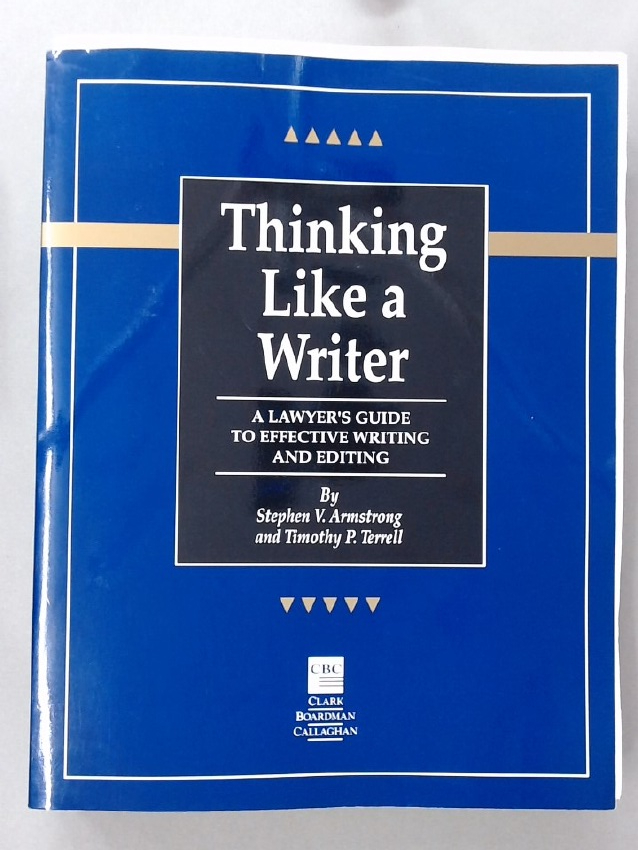 Thinking
Like a
Writer
A LAWYER'S GUIDE
TO EFFECTIVE WRITING
AND EDITING
By
Stephen V. Armstrong
and Timothy P. Terrell
CBC
CLARK
BOARDMAN
CALLAGHAN